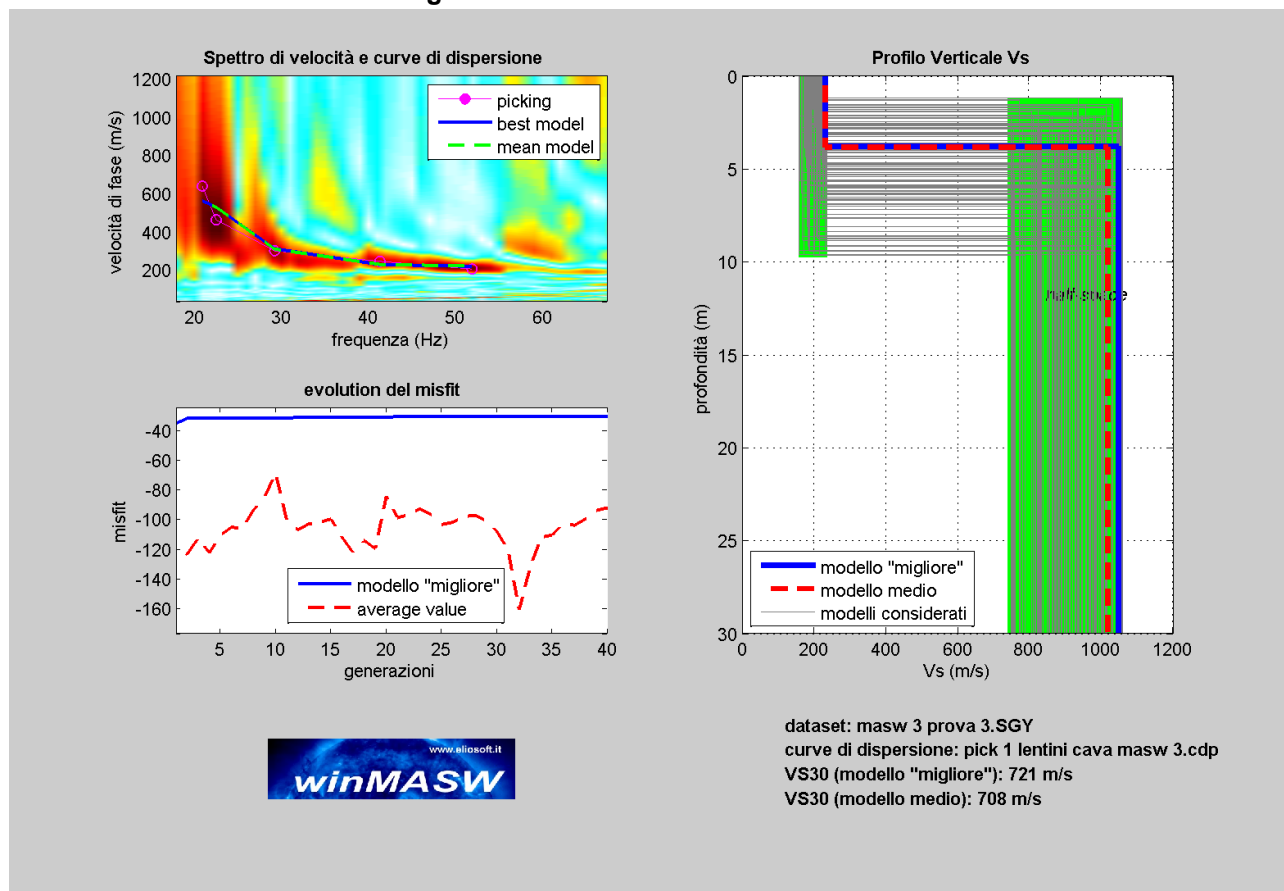 g
Spettro di velocità e curve di dispersione
1200
1000
800
600
400
200
velocità di fase (m/s)
picking
best model
mean model
20
30
40
50
60
frequenza (Hz)
evolution del misfit
-40
-60
-80
-100
-120
-140
-160
misfit
modello "migliore"
average value
5
10
15
20
25
30
35
40
generazioni
www.eliosoft.it
winMASW
Profilo Verticale Vs
0
5
10
15
20
25
30
profondità (m)
half-space
modello "migliore"
modello medio
modelli considerati
0
200
400
600
800
1000
1200
Vs (m/s)
dataset: masw 3 prova 3.SGY
curve di dispersione: pick 1 lentini cava masw 3.cdp
VS30 (modello "migliore"): 721 m/s
VS30 (modello medio): 708 m/s